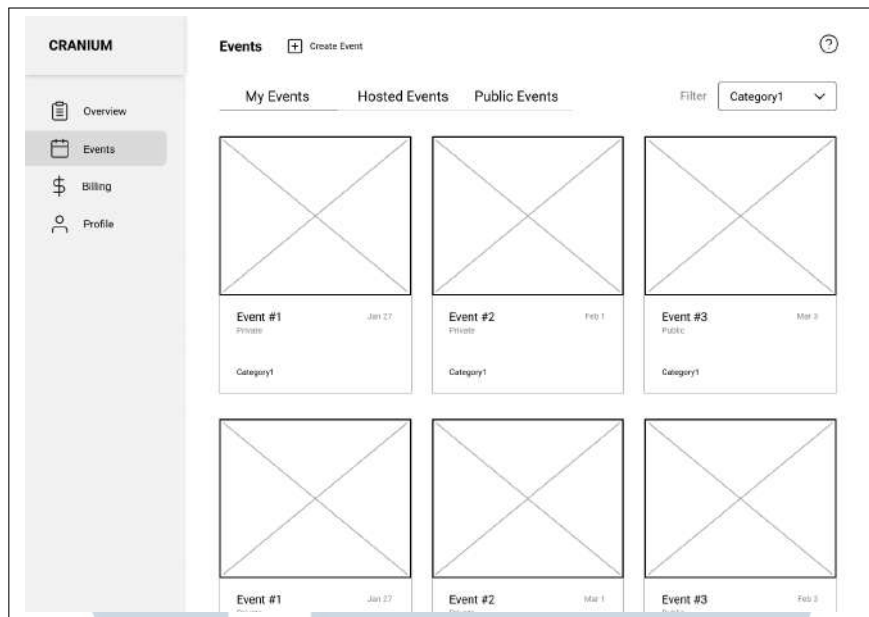 CRANIUM
Events
Create Event
My Events Hosted Events Public Events
Filter Category1
Overview
Events
Billing
Profile
Event #1 Jan 27
Private
Category1
Event #2 Feb 1
Private
Category1
Event #3 Mar 3
Public
Category1
Event #1 Jan 27
Event #2 Mar 1
Event #3 Feb 3